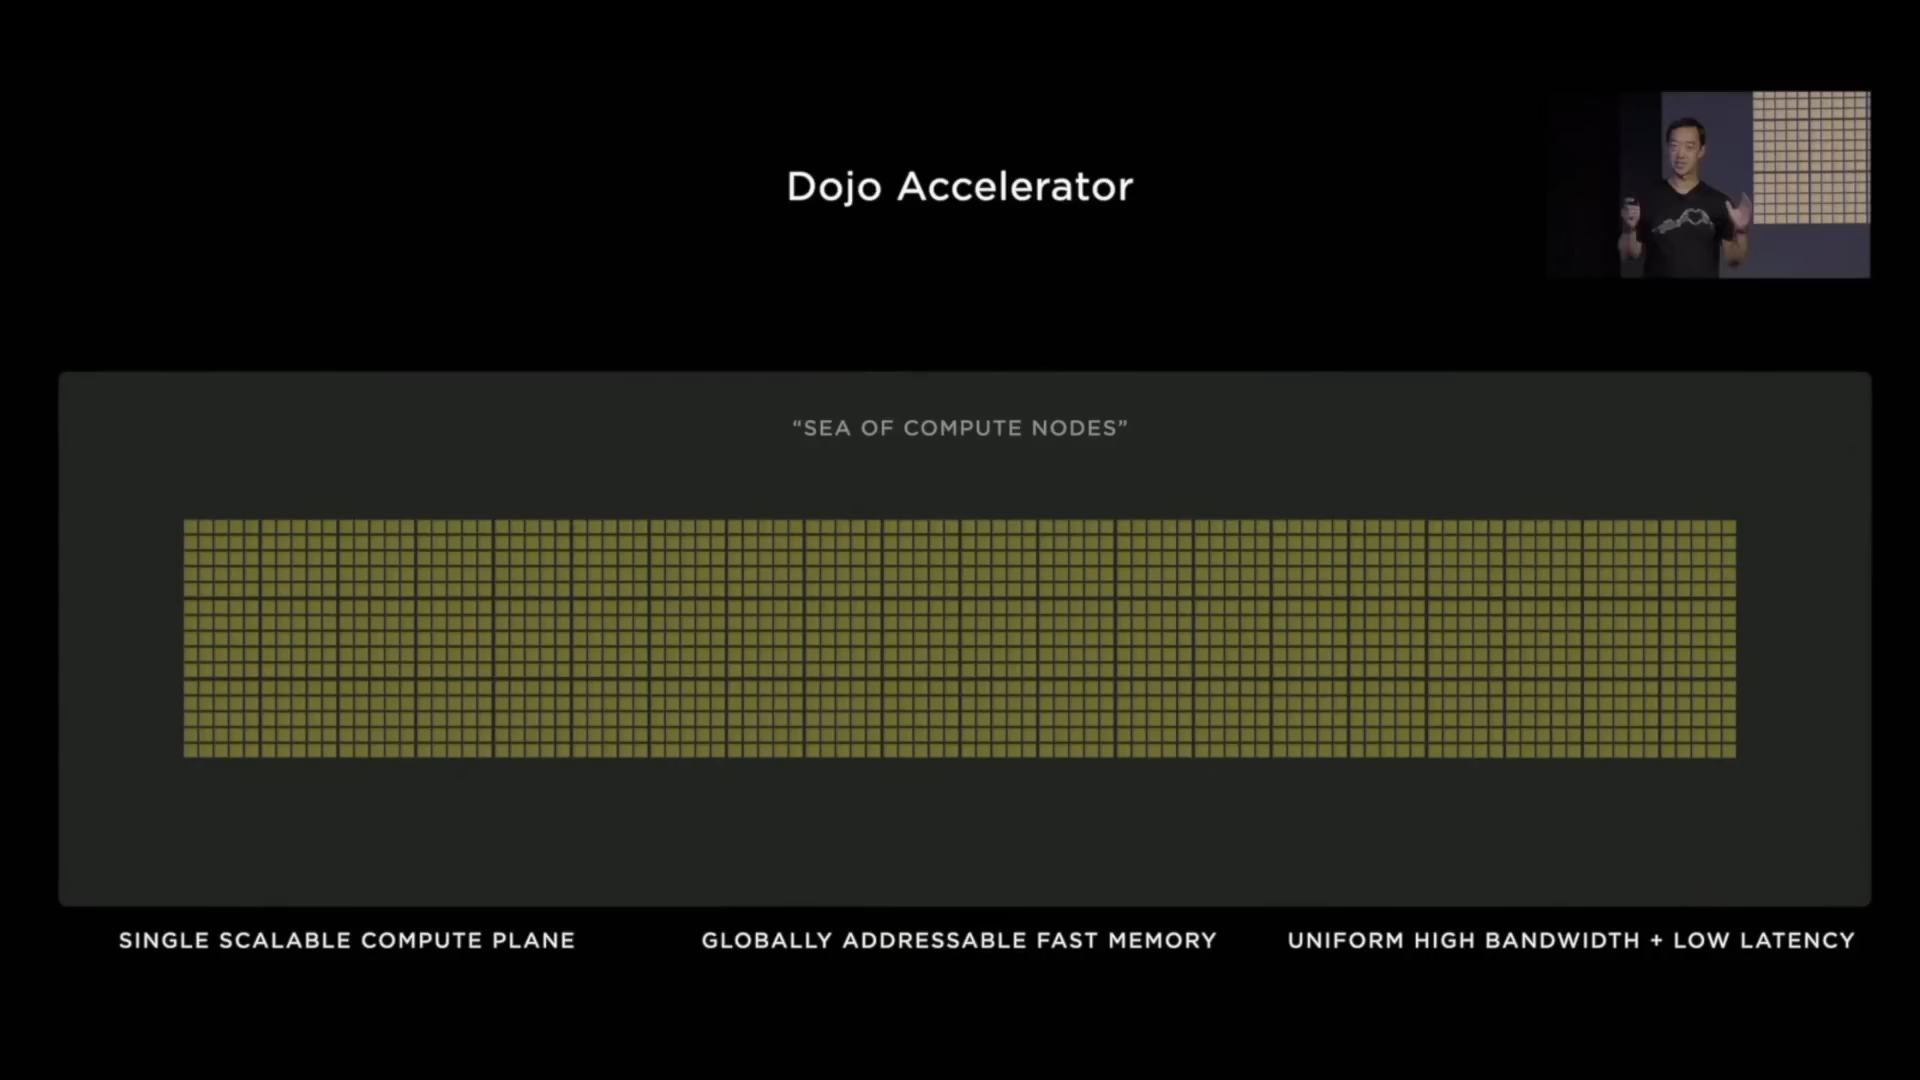 Dojo Accelerator
“SEA OF COMPUTE NODES”
SINGLE SCALABLE COMPUTE PLANE
GLOBALLY ADDRESSABLE FAST MEMORY
UNIFORM HIGH BANDWIDTH + LOW LATENCY